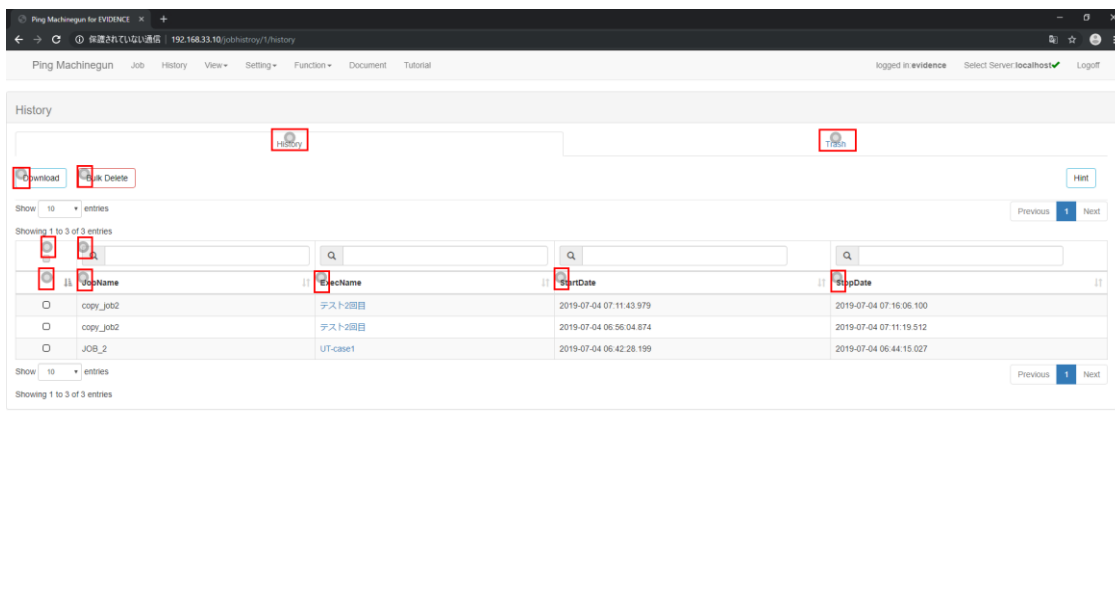 Ping Machinegun for EVIDENCE × +
保護されていない通信 | 192.168.33.10/jobhistroy/1/history
Ping Machinegun Job History View Setting Function Document Tutorial logged in:evidence Select Server:localhost✔ Logoff
History
History Trash
Download Bulk Delete Hint
Show 10 entries Previous 1 Next
Showing 1 to 3 of 3 entries
JobName ExecName StartDate StopDate
copy_job2 テスト2回目 2019-07-04 07:11:43.979 2019-07-04 07:16:06.100
copy_job2 テスト2回目 2019-07-04 06:56:04.874 2019-07-04 07:11:19.512
JOB_2 UT-case1 2019-07-04 06:42:28.199 2019-07-04 06:44:15.027
Show 10 entries Previous 1 Next
Showing 1 to 3 of 3 entries